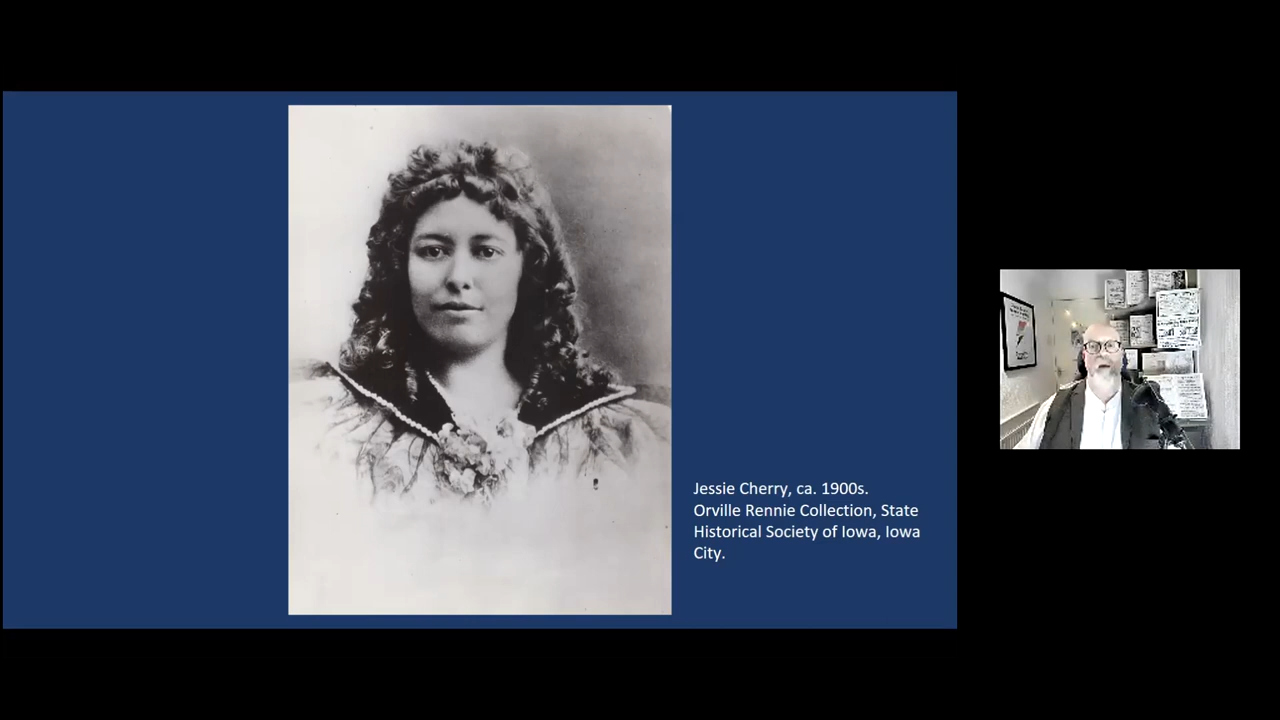 Jessie Cherry, ca. 1900s.
Orville Rennie Collection, State
Historical Society of Iowa, Iowa
City.